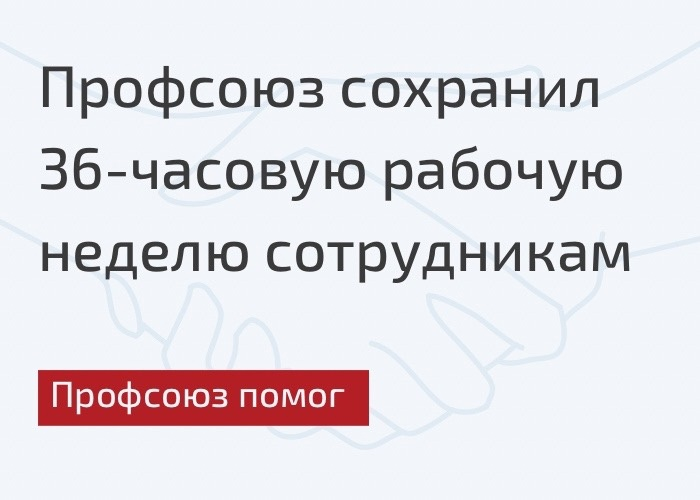 Профсоюз сохранил
36-часовую рабочую
неделю сотрудникам
Профсоюз помог